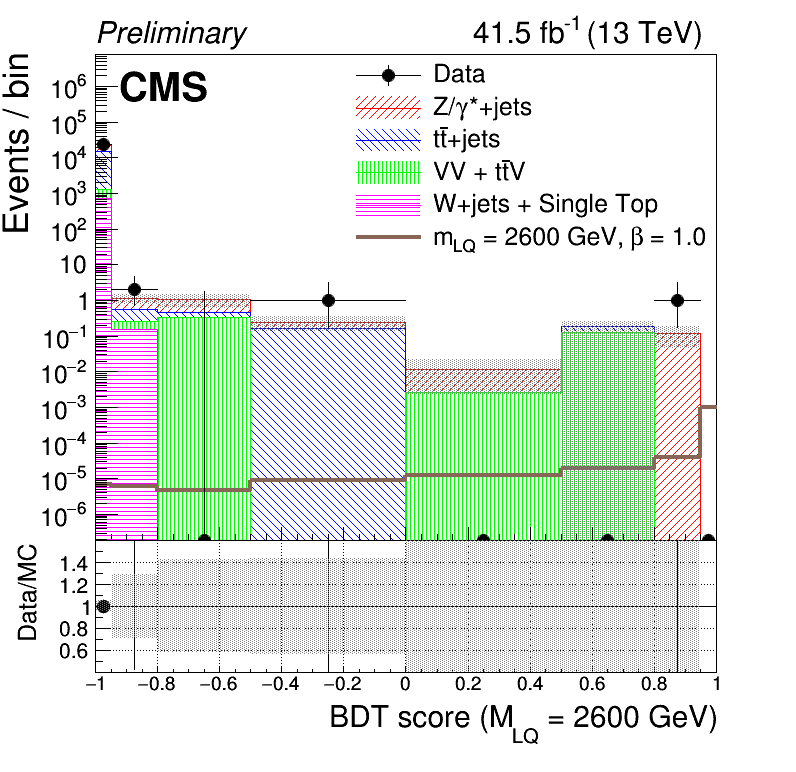 Preliminary 41.5 fb⁻¹ (13 TeV)
CMS
Events / bin
Data
Z/γ*+jets
tt̄+jets
VV + tt̄V
W+jets + Single Top
m_LQ = 2600 GeV, β = 1.0
10⁶
10⁵
10⁴
10³
10²
10
1
10⁻¹
10⁻²
10⁻³
10⁻⁴
10⁻⁵
10⁻⁶
Data/MC
1.4
1.2
1
0.8
0.6
−1 −0.8 −0.6 −0.4 −0.2 0 0.2 0.4 0.6 0.8 1
BDT score (M_LQ = 2600 GeV)